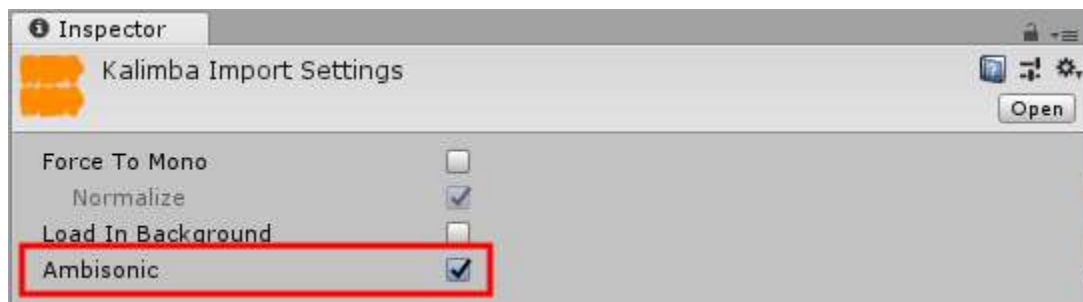 Inspector
Kalimba Import Settings
Open
Force To Mono
Normalize
Load In Background
Ambisonic